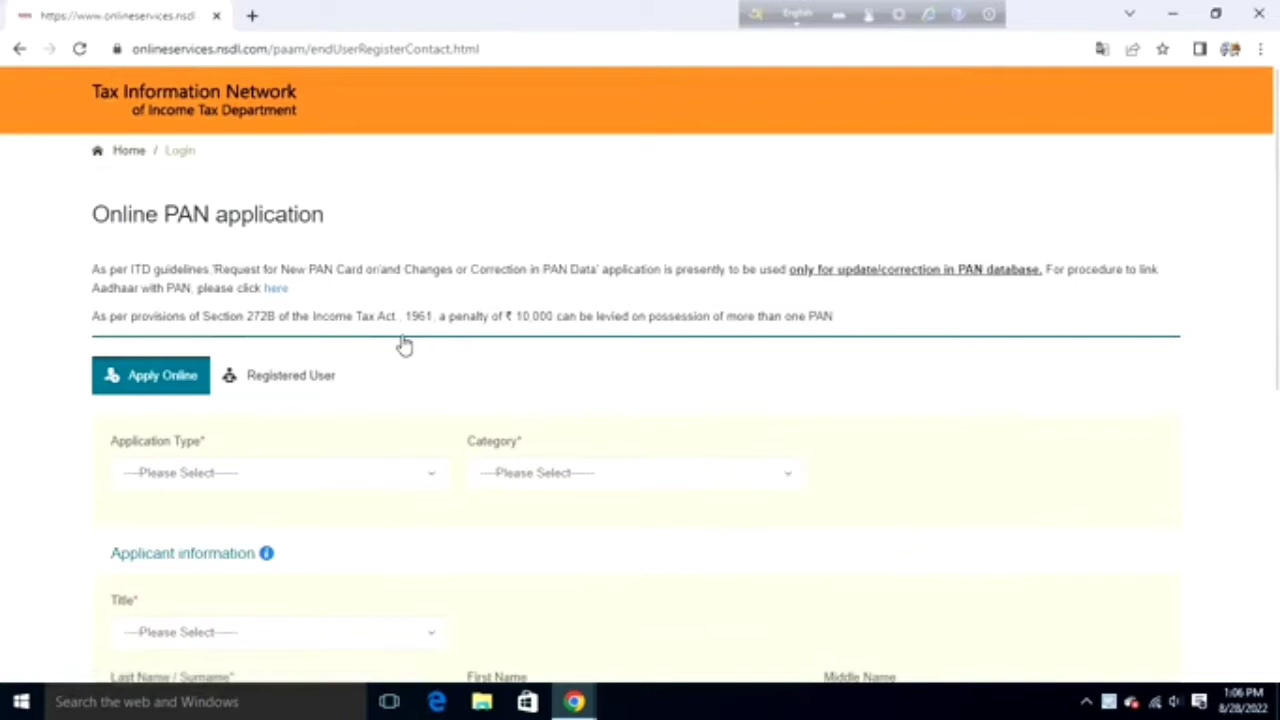 https://www.onlineservices.nsdl
English
onlineservices.nsdl.com/paam/endUserRegisterContact.html
Tax Information Network
of Income Tax Department
Home / Login
Online PAN application
As per ITD guidelines,'Request for New PAN Card or/and Changes or Correction in PAN Data' application is presently to be used only for update/correction in PAN database. For procedure to link
Aadhaar with PAN, please click here
As per provisions of Section 272B of the Income Tax Act , 1961, a penalty of ₹ 10,000 can be levied on possession of more than one PAN
Apply Online Registered User
Application Type* Category*
----Please Select------ ----Please Select------
Applicant information i
Title*
----Please Select------
Last Name / Surname* First Name Middle Name
Search the web and Windows
1:06 PM
8/28/2022